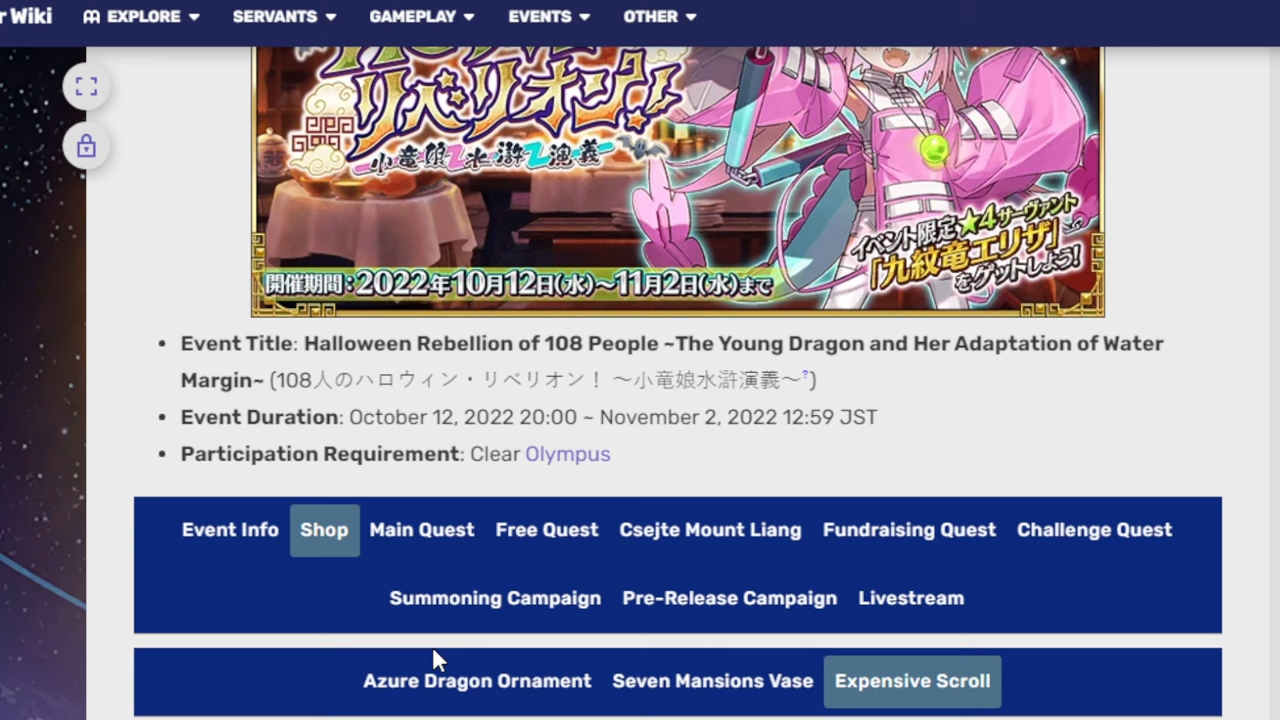 r Wiki EXPLORE SERVANTS GAMEPLAY EVENTS OTHER
リベリオン!
小竜娘乙水滸乙演義
イベント限定★4サーヴァント
「九紋竜エリザ」
をゲットしよう!
開催期間：2022年10月12日(水)〜11月2日(水)まで
• Event Title: Halloween Rebellion of 108 People ~The Young Dragon and Her Adaptation of Water
Margin~ (108人のハロウィン・リベリオン！ 〜小竜娘水滸演義〜?)
• Event Duration: October 12, 2022 20:00 ~ November 2, 2022 12:59 JST
• Participation Requirement: Clear Olympus
Event Info Shop Main Quest Free Quest Csejte Mount Liang Fundraising Quest Challenge Quest
Summoning Campaign Pre-Release Campaign Livestream
Azure Dragon Ornament Seven Mansions Vase Expensive Scroll